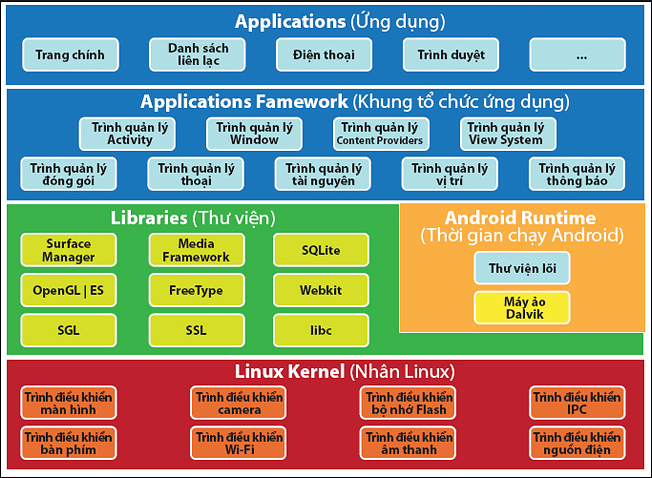 Applications (Ứng dụng)
Trang chính
Danh sách
liên lạc
Điện thoại
Trình duyệt
...
Applications Famework (Khung tổ chức ứng dụng)
Trình quản lý
Activity
Trình quản lý
Window
Trình quản lý
Content Providers
Trình quản lý
View System
Trình quản lý
đóng gói
Trình quản lý
thoại
Trình quản lý
tài nguyên
Trình quản lý
vị trí
Trình quản lý
thông báo
Libraries (Thư viện)
Surface
Manager
Media
Framework
SQLite
OpenGL | ES
FreeType
Webkit
SGL
SSL
libc
Android Runtime
(Thời gian chạy Android)
Thư viện lõi
Máy ảo
Dalvik
Linux Kernel (Nhân Linux)
Trình điều khiển
màn hình
Trình điều khiển
camera
Trình điều khiển
bộ nhớ Flash
Trình điều khiển
IPC
Trình điều khiển
bàn phím
Trình điều khiển
Wi-Fi
Trình điều khiển
âm thanh
Trình điều khiển
nguồn điện